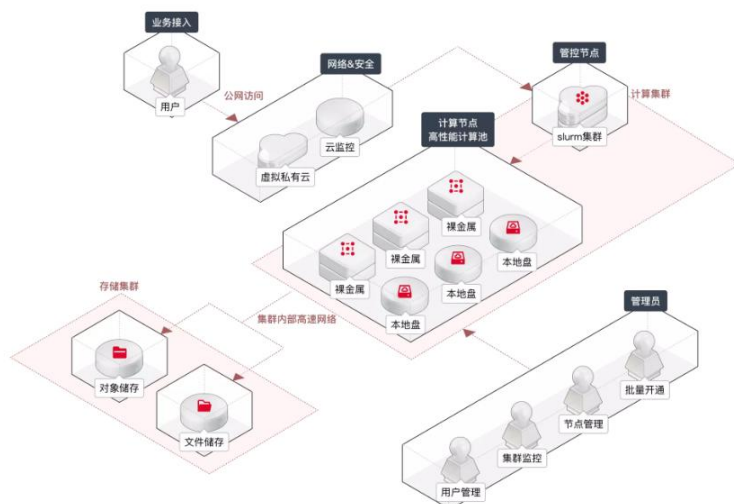 业务接入
用户
公网访问
网络&安全
云监控
虚拟私有云
管控节点
slurm集群
计算集群
计算节点
高性能计算池
裸金属
裸金属
裸金属
本地盘
本地盘
本地盘
存储集群
集群内部高速网络
对象储存
文件储存
管理员
批量开通
节点管理
集群监控
用户管理